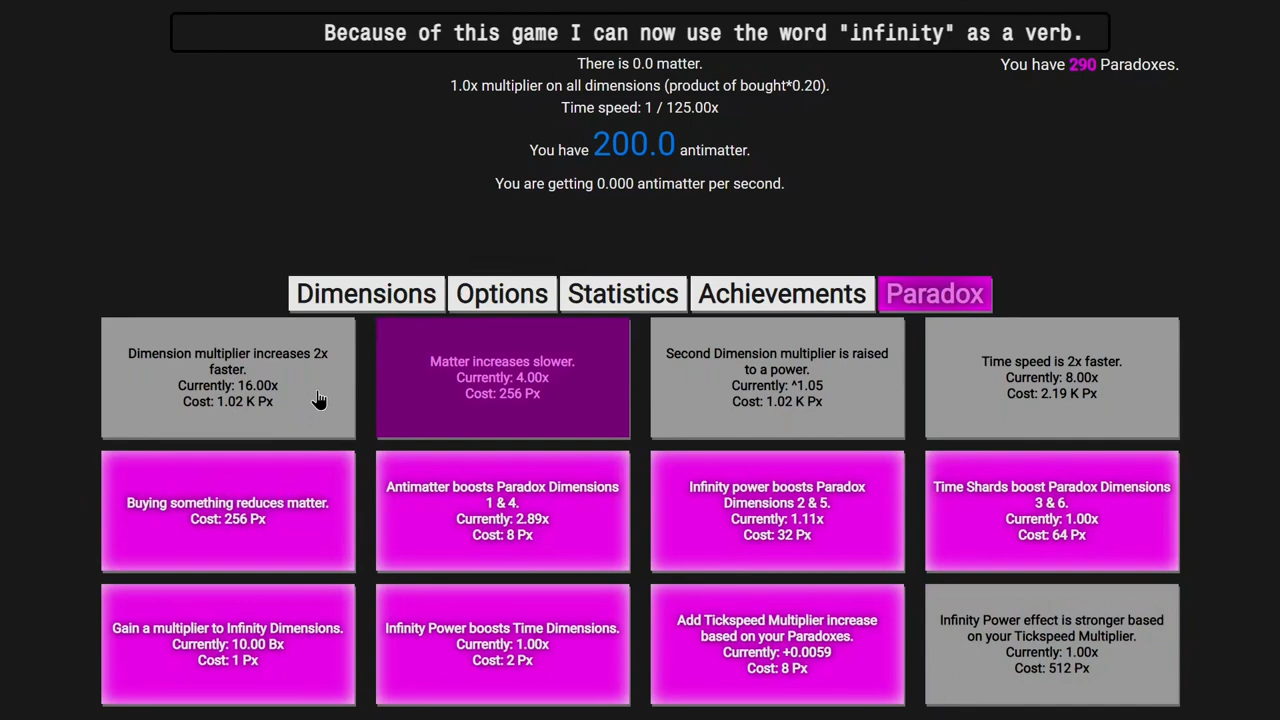 Because of this game I can now use the word "infinity" as a verb.
There is 0.0 matter.
You have 290 Paradoxes.
1.0x multiplier on all dimensions (product of bought*0.20).
Time speed: 1 / 125.00x
You have 200.0 antimatter.
You are getting 0.000 antimatter per second.
Dimensions Options Statistics Achievements Paradox
Dimension multiplier increases 2x
faster.
Currently: 16.00x
Cost: 1.02 K Px
Matter increases slower.
Currently: 4.00x
Cost: 256 Px
Second Dimension multiplier is raised
to a power.
Currently: ^1.05
Cost: 1.02 K Px
Time speed is 2x faster.
Currently: 8.00x
Cost: 2.19 K Px
Buying something reduces matter.
Cost: 256 Px
Antimatter boosts Paradox Dimensions
1 & 4.
Currently: 2.89x
Cost: 8 Px
Infinity power boosts Paradox
Dimensions 2 & 5.
Currently: 1.11x
Cost: 32 Px
Time Shards boost Paradox Dimensions
3 & 6.
Currently: 1.00x
Cost: 64 Px
Gain a multiplier to Infinity Dimensions.
Currently: 10.00 Bx
Cost: 1 Px
Infinity Power boosts Time Dimensions.
Currently: 1.00x
Cost: 2 Px
Add Tickspeed Multiplier increase
based on your Paradoxes.
Currently: +0.0059
Cost: 8 Px
Infinity Power effect is stronger based
on your Tickspeed Multiplier.
Currently: 1.00x
Cost: 512 Px